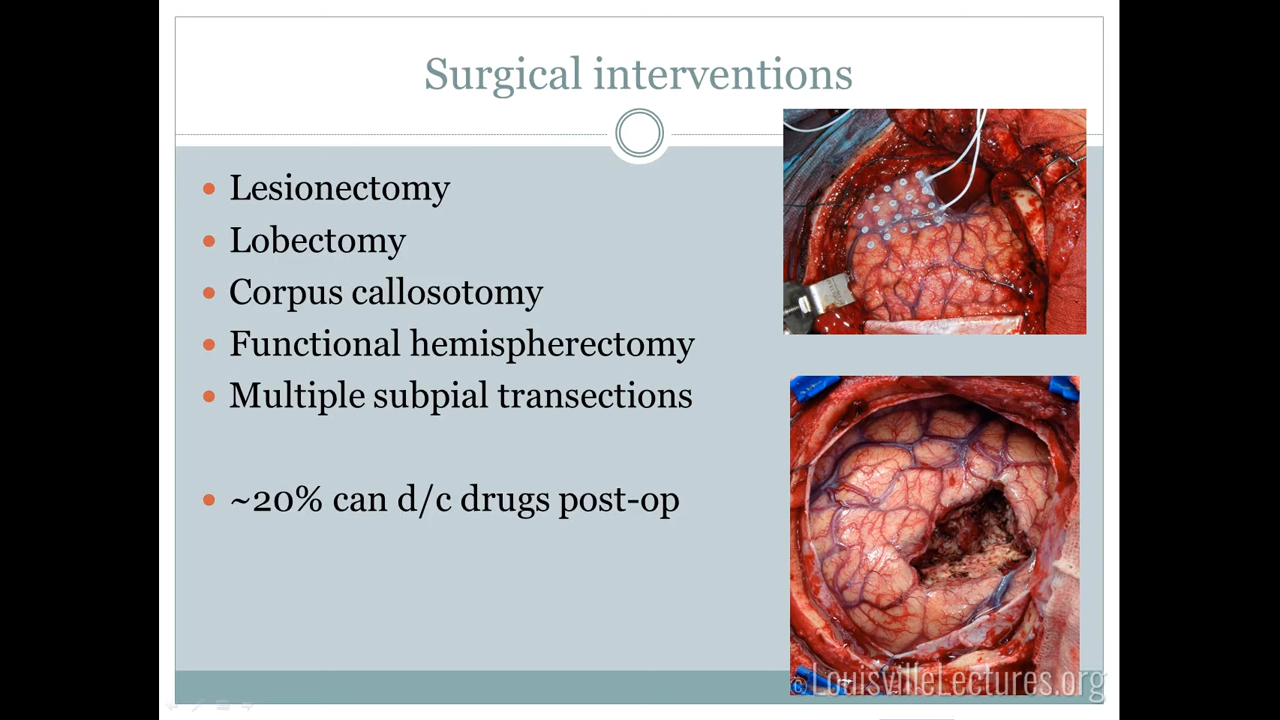 Surgical interventions
Lesionectomy
Lobectomy
Corpus callosotomy
Functional hemispherectomy
Multiple subpial transections
~20% can d/c drugs post-op
©LouisvilleLectures.org